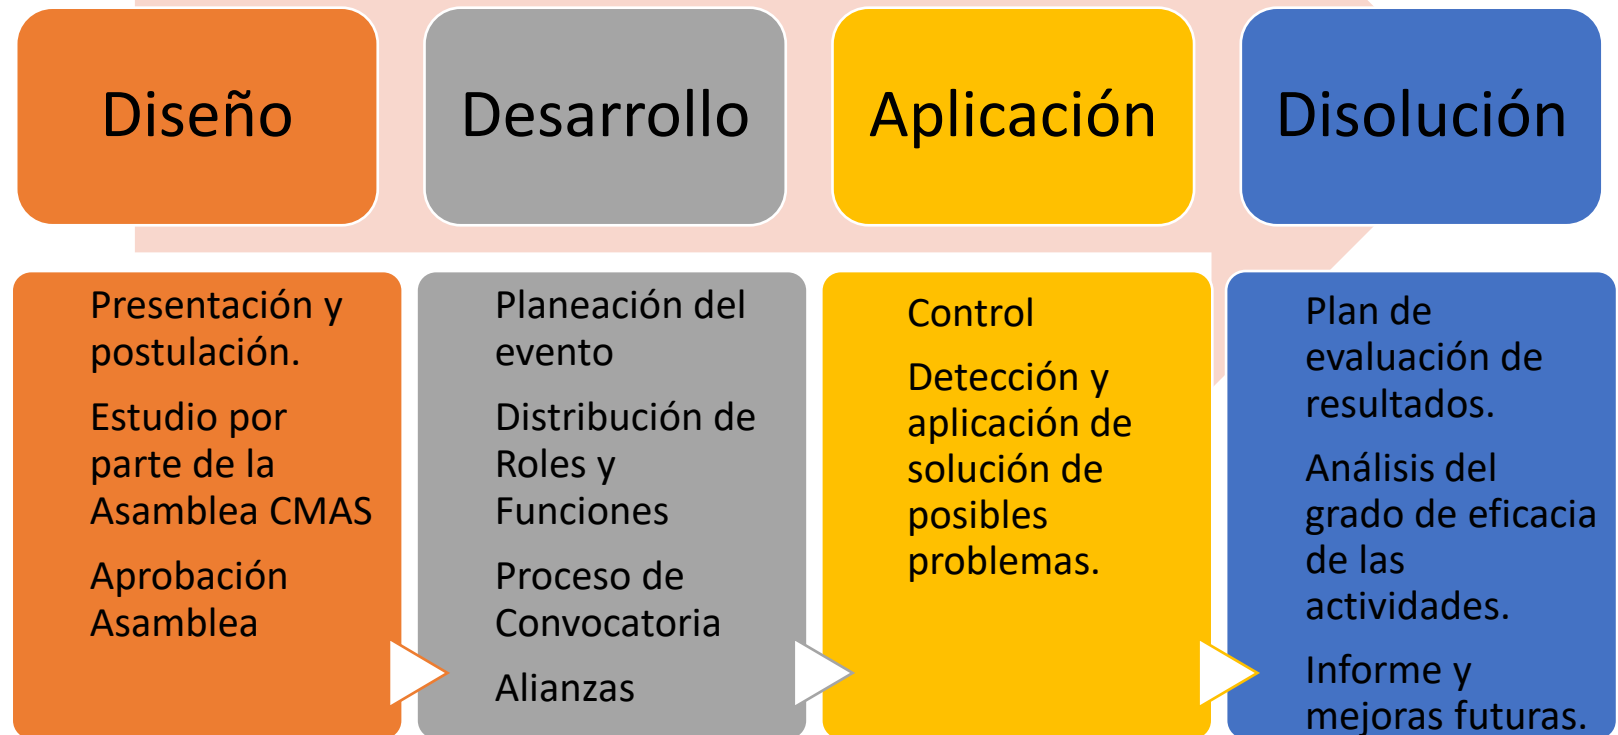 Diseño
Desarrollo
Aplicación
Disolución
Presentación y
postulación.
Estudio por
parte de la
Asamblea CMAS
Aprobación
Asamblea
Planeación del
evento
Distribución de
Roles y
Funciones
Proceso de
Convocatoria
Alianzas
Control
Detección y
aplicación de
solución de
posibles
problemas.
Plan de
evaluación de
resultados.
Análisis del
grado de eficacia
de las
actividades.
Informe y
mejoras futuras.